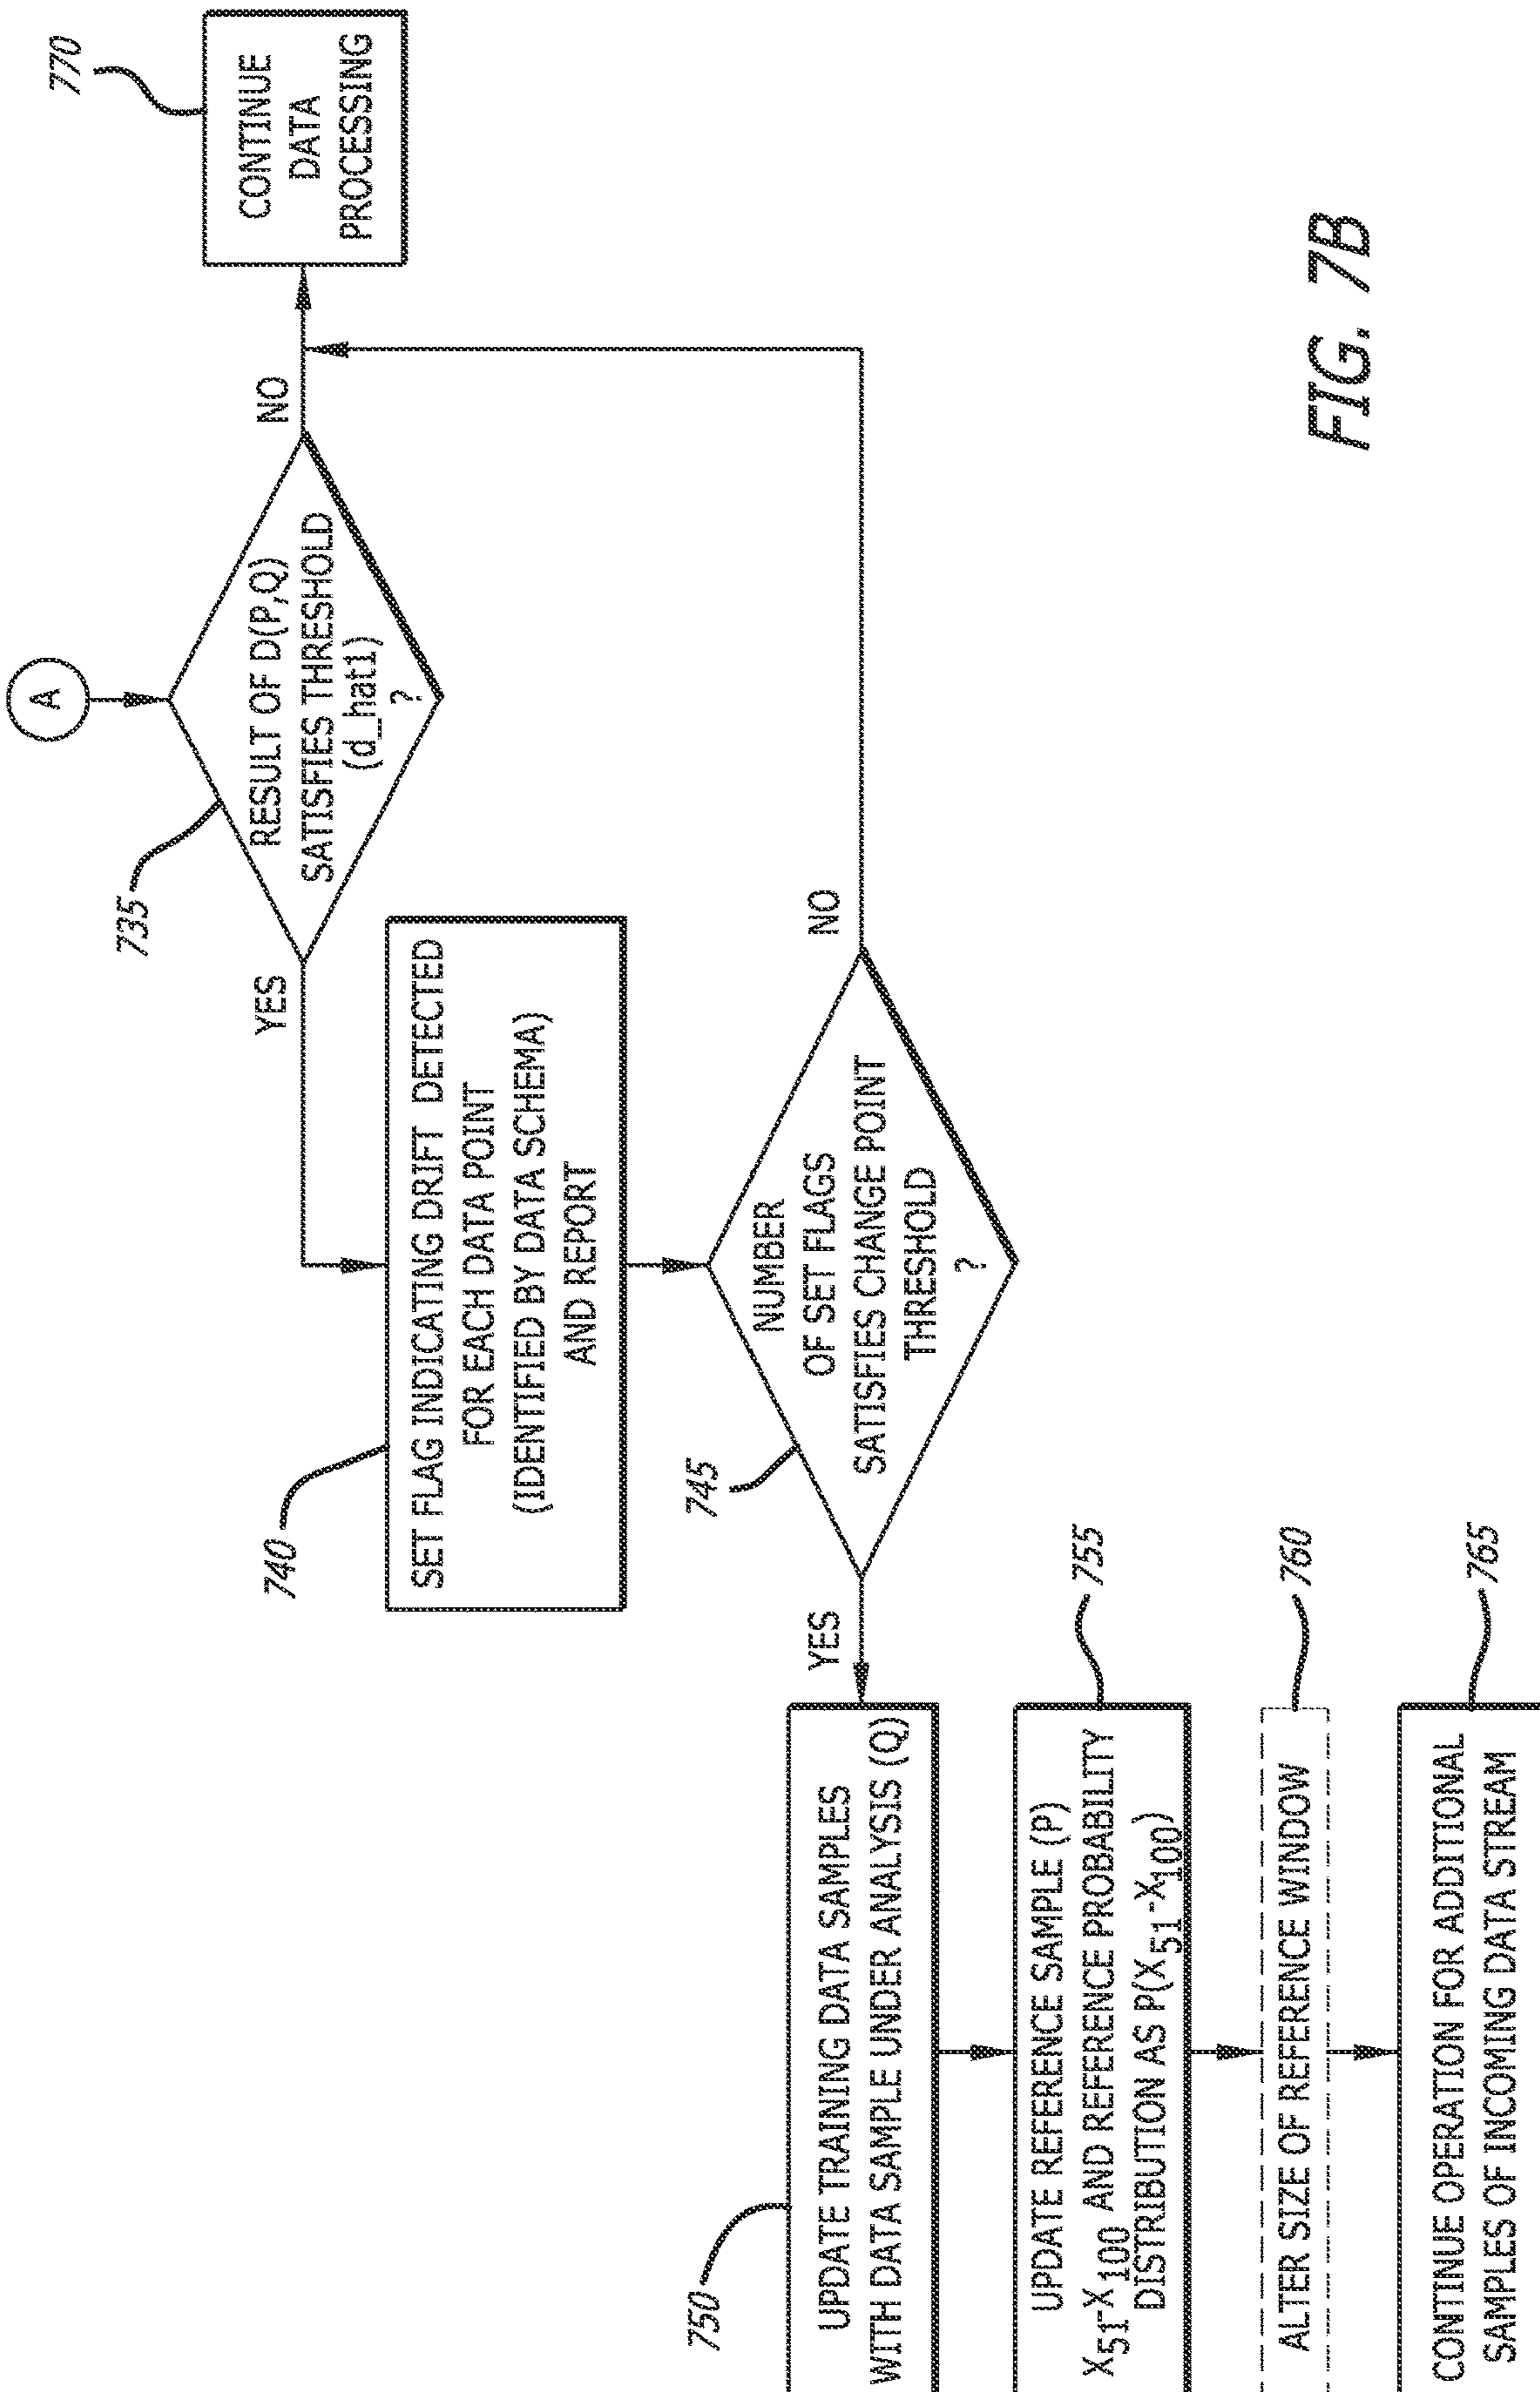 A
735
RESULT OF D(P,Q)
SATISFIES THRESHOLD
(d_hat1)
?
YES
NO
770
CONTINUE
DATA
PROCESSING
740
SET FLAG INDICATING DRIFT DETECTED
FOR EACH DATA POINT
(IDENTIFIED BY DATA SCHEMA)
AND REPORT
745
NUMBER
OF SET FLAGS
SATISFIES CHANGE POINT
THRESHOLD
?
YES
NO
750
UPDATE TRAINING DATA SAMPLES
WITH DATA SAMPLE UNDER ANALYSIS (Q)
755
UPDATE REFERENCE SAMPLE (P)
X51-X100 AND REFERENCE PROBABILITY
DISTRIBUTION AS P(X51-X100)
760
ALTER SIZE OF REFERENCE WINDOW
765
CONTINUE OPERATION FOR ADDITIONAL
SAMPLES OF INCOMING DATA STREAM
FIG. 7B